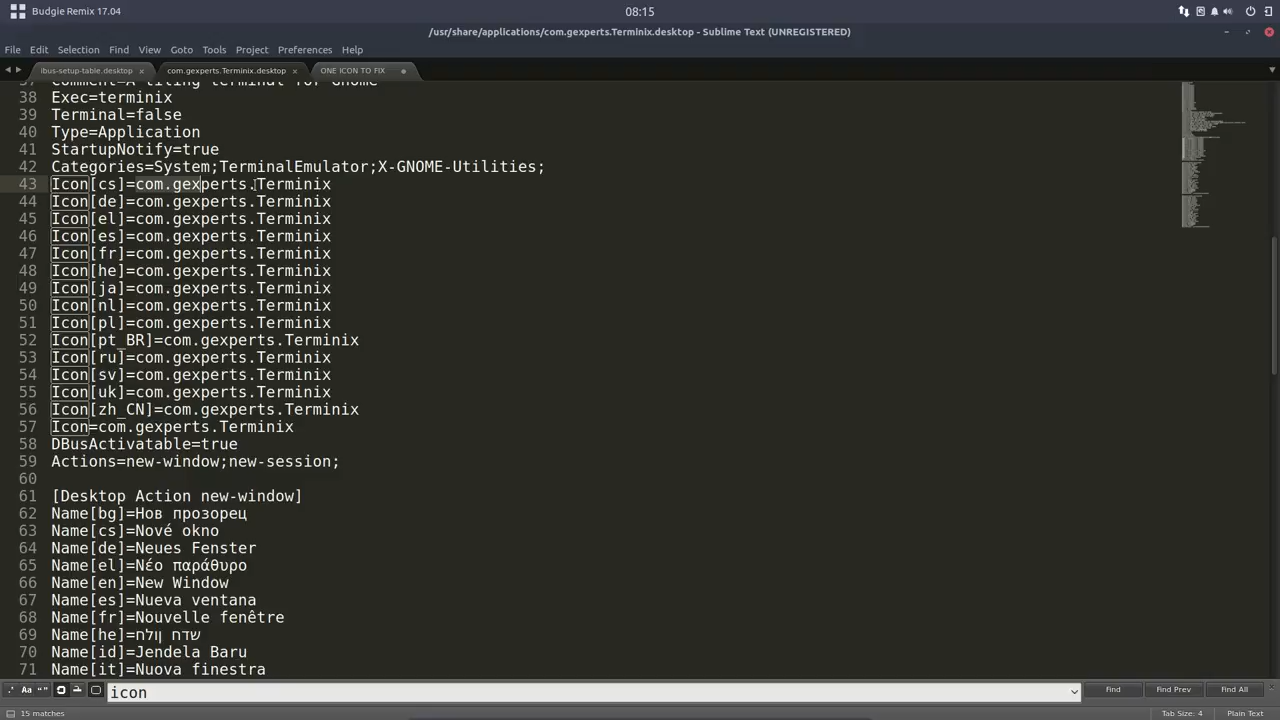 Budgie Remix 17.04
08:15
/usr/share/applications/com.gexperts.Terminix.desktop - Sublime Text (UNREGISTERED)
File Edit Selection Find View Goto Tools Project Preferences Help
ibus-setup-table.desktop com.gexperts.Terminix.desktop ONE ICON TO FIX
37 Comment=A tiling terminal for Gnome
38 Exec=terminix
39 Terminal=false
40 Type=Application
41 StartupNotify=true
42 Categories=System;TerminalEmulator;X-GNOME-Utilities;
43 Icon[cs]=com.gexperts.Terminix
44 Icon[de]=com.gexperts.Terminix
45 Icon[el]=com.gexperts.Terminix
46 Icon[es]=com.gexperts.Terminix
47 Icon[fr]=com.gexperts.Terminix
48 Icon[he]=com.gexperts.Terminix
49 Icon[ja]=com.gexperts.Terminix
50 Icon[nl]=com.gexperts.Terminix
51 Icon[pl]=com.gexperts.Terminix
52 Icon[pt_BR]=com.gexperts.Terminix
53 Icon[ru]=com.gexperts.Terminix
54 Icon[sv]=com.gexperts.Terminix
55 Icon[uk]=com.gexperts.Terminix
56 Icon[zh_CN]=com.gexperts.Terminix
57 Icon=com.gexperts.Terminix
58 DBusActivatable=true
59 Actions=new-window;new-session;
60
61 [Desktop Action new-window]
62 Name[bg]=Нов прозорец
63 Name[cs]=Nové okno
64 Name[de]=Neues Fenster
65 Name[el]=Νέο παράθυρο
66 Name[en]=New Window
67 Name[es]=Nueva ventana
68 Name[fr]=Nouvelle fenêtre
69 Name[he]=חלון חדש
70 Name[id]=Jendela Baru
71 Name[it]=Nuova finestra
.* Aa “” icon Find Find Prev Find All
15 matches Tab Size: 4 Plain Text